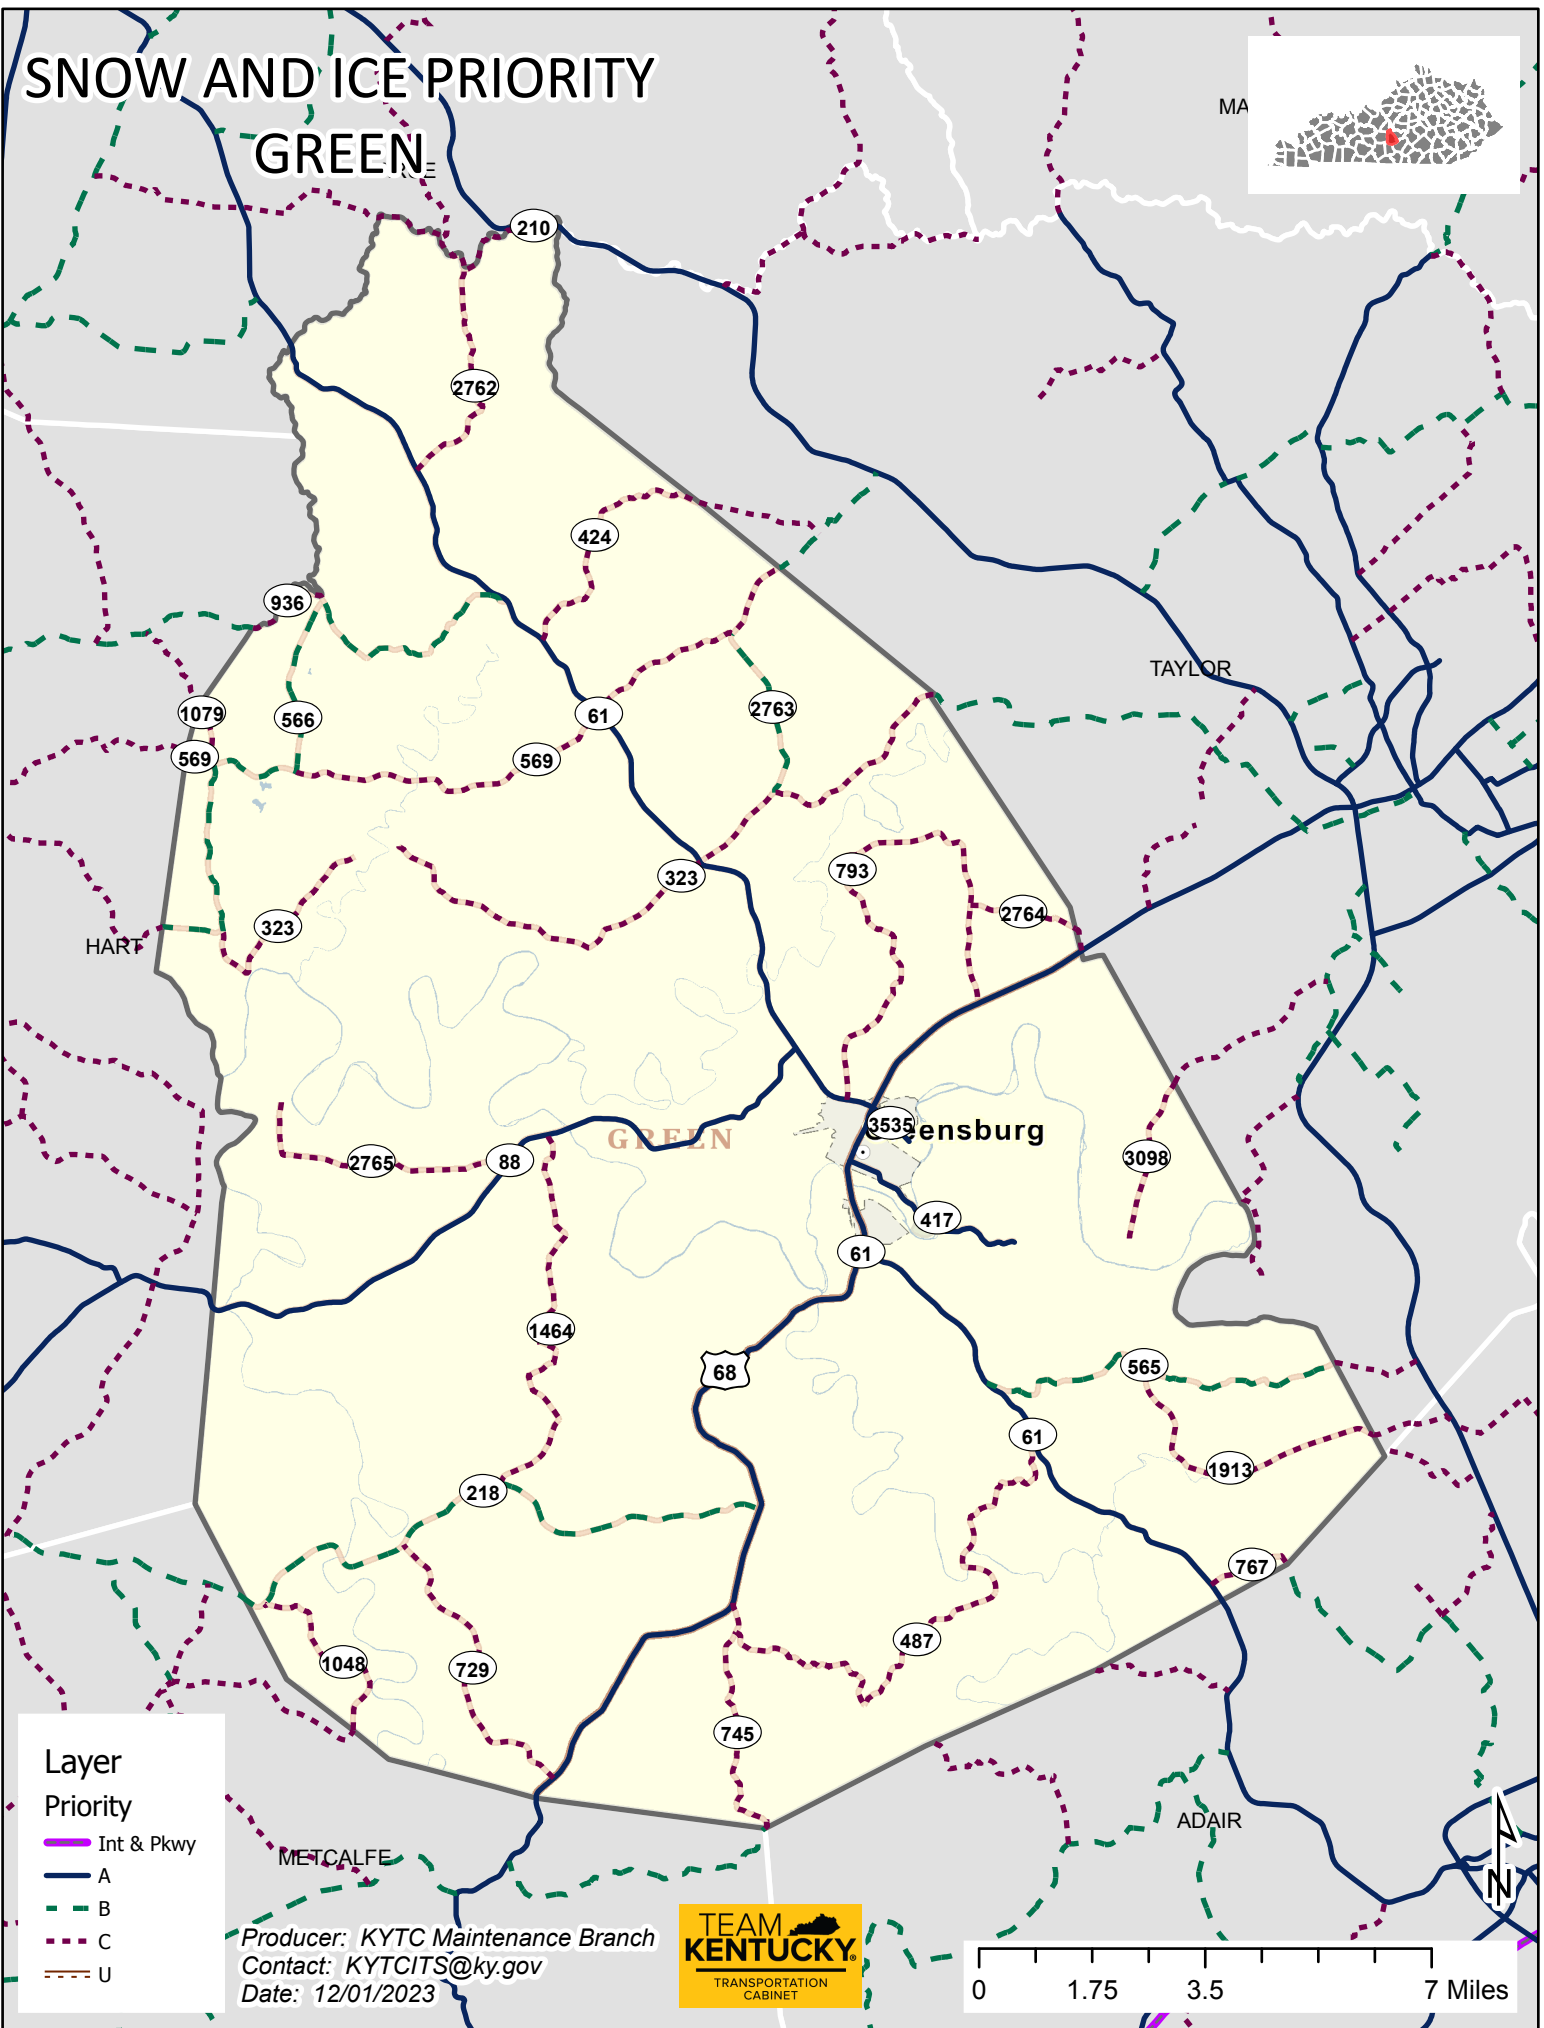 SNOW AND ICE PRIORITY
GREEN
MA
210
2762
424
936
TAYLOR
1079
566
61
2763
569
569
793
323
2764
323
HART
3535
Greensburg
GREEN
2765
88
3098
417
61
1464
565
68
61
1913
218
767
487
1048
729
745
Layer
Priority
Int & Pkwy
A
B
C
U
METCALFE
ADAIR
N
Producer: KYTC Maintenance Branch
Contact: KYTCITS@ky.gov
Date: 12/01/2023
TEAM
KENTUCKY
TRANSPORTATION
CABINET
0 1.75 3.5 7 Miles